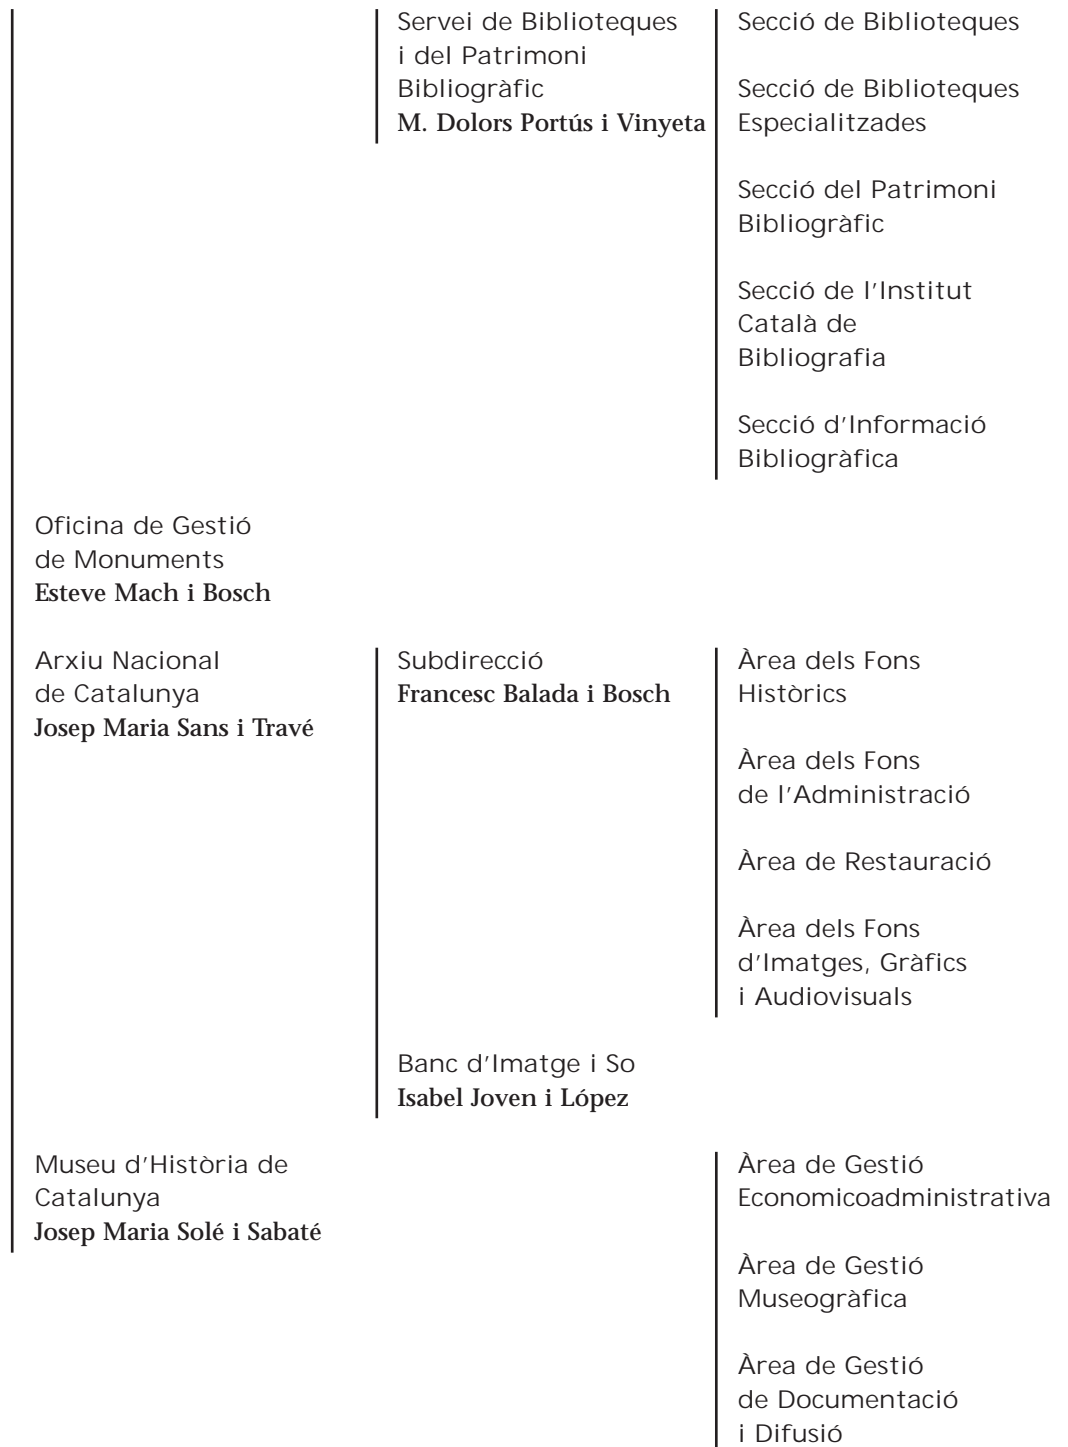 Servei de Biblioteques
i del Patrimoni
Bibliogràfic
M. Dolors Portús i Vinyeta
Secció de Biblioteques
Secció de Biblioteques
Especialitzades
Secció del Patrimoni
Bibliogràfic
Secció de l'Institut
Català de
Bibliografia
Secció d'Informació
Bibliogràfica
Oficina de Gestió
de Monuments
Esteve Mach i Bosch
Arxiu Nacional
de Catalunya
Josep Maria Sans i Travé
Subdirecció
Francesc Balada i Bosch
Àrea dels Fons
Històrics
Àrea dels Fons
de l'Administració
Àrea de Restauració
Àrea dels Fons
d'Imatges, Gràfics
i Audiovisuals
Banc d'Imatge i So
Isabel Joven i López
Museu d'Història de
Catalunya
Josep Maria Solé i Sabaté
Àrea de Gestió
Economicoadministrativa
Àrea de Gestió
Museogràfica
Àrea de Gestió
de Documentació
i Difusió